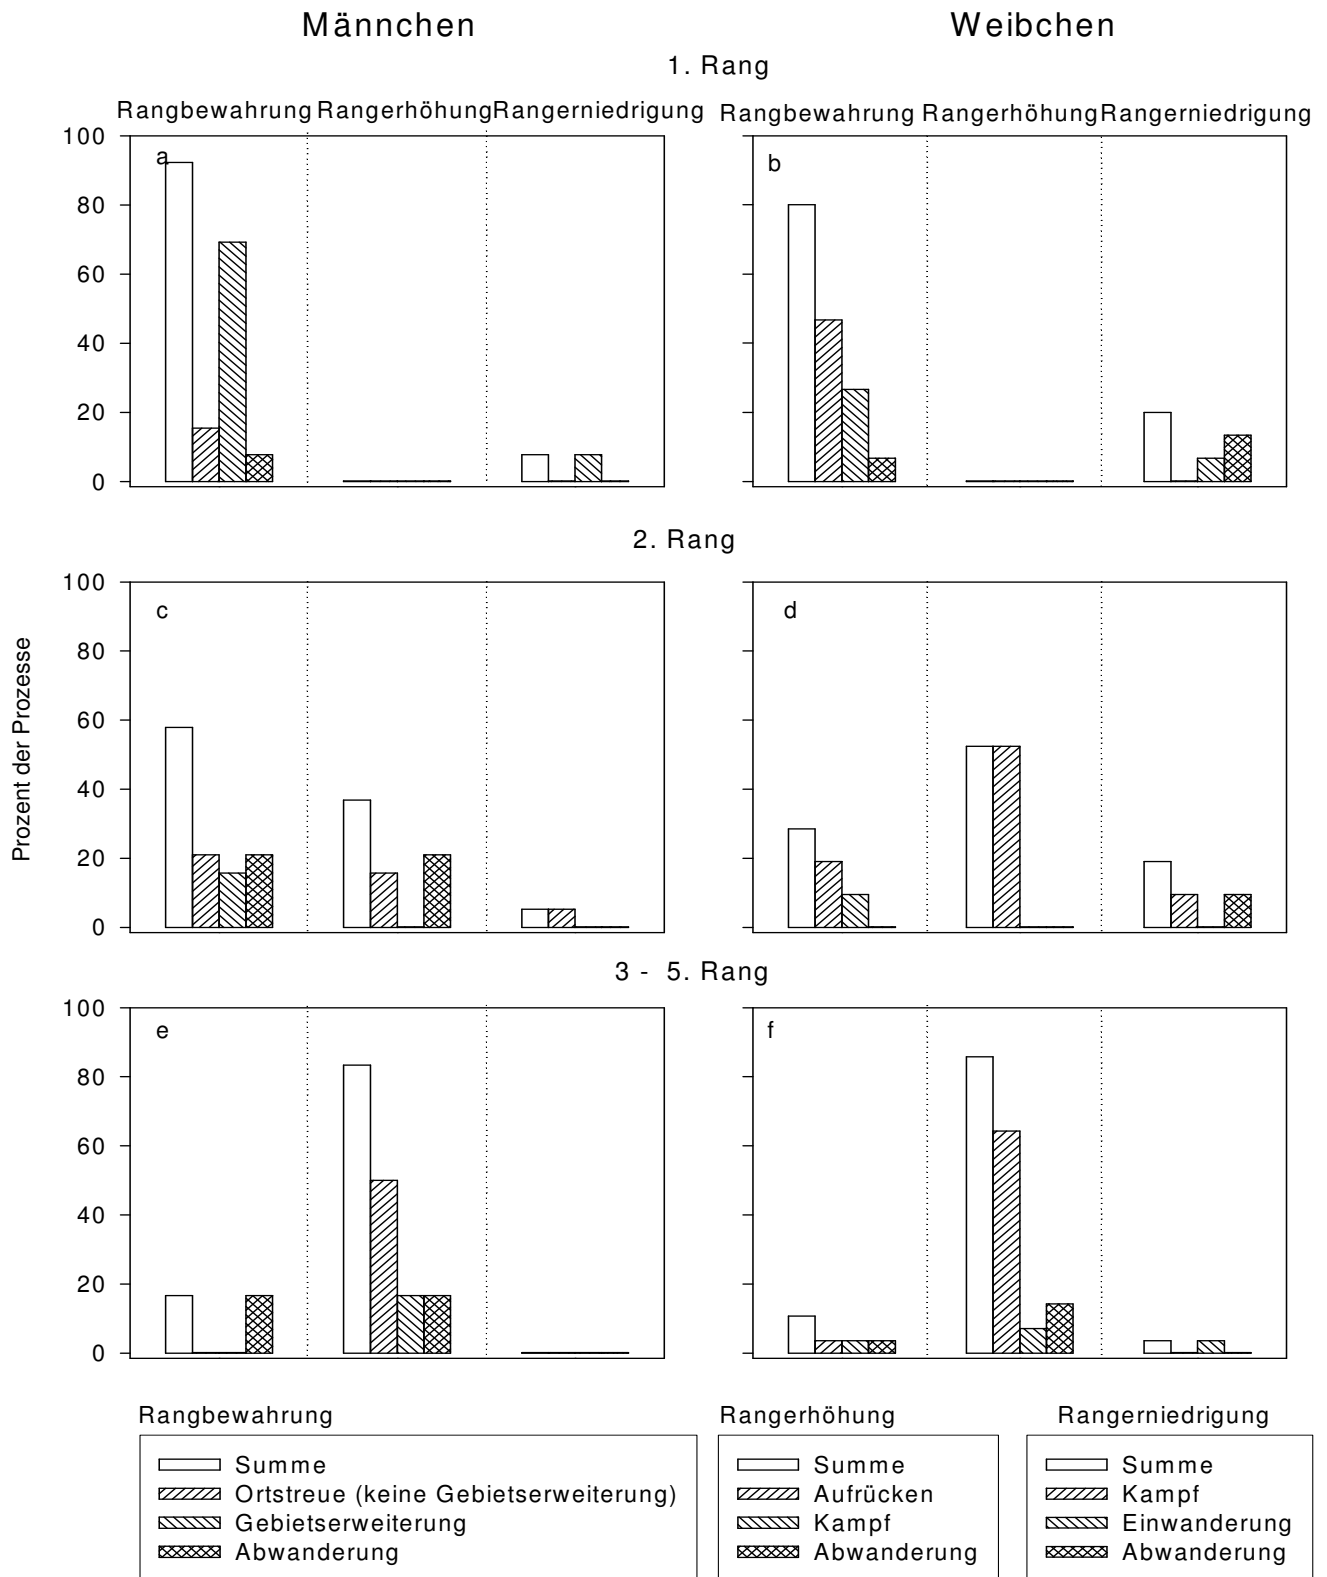 Männchen Weibchen
1. Rang
Rangbewahrung Rangerhöhung Rangerniedrigung Rangbewahrung Rangerhöhung Rangerniedrigung
100
a b
80
60
40
20
0
2. Rang
100
c d
80
60
40
20
0
Prozent der Prozesse
3 - 5. Rang
100
e f
80
60
40
20
0
Rangbewahrung
Summe
Ortstreue (keine Gebietserweiterung)
Gebietserweiterung
Abwanderung
Rangerhöhung
Summe
Aufrücken
Kampf
Abwanderung
Rangerniedrigung
Summe
Kampf
Einwanderung
Abwanderung